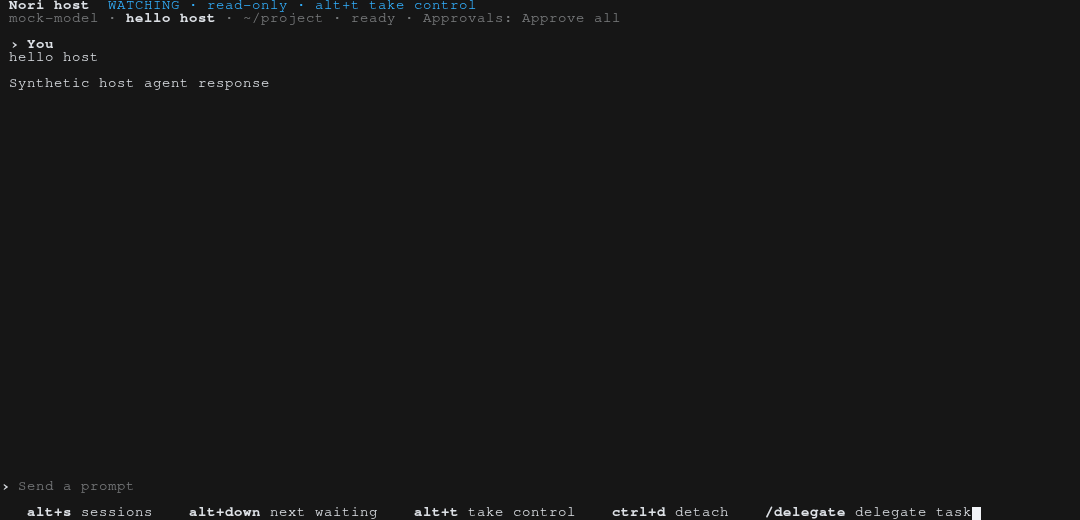 Nori host  WATCHING · read-only · alt+t take control
mock-model · hello host · ~/project · ready · Approvals: Approve all
› You
hello host
Synthetic host agent response
› Send a prompt
alt+s sessions    alt+down next waiting    alt+t take control    ctrl+d detach    /delegate delegate task